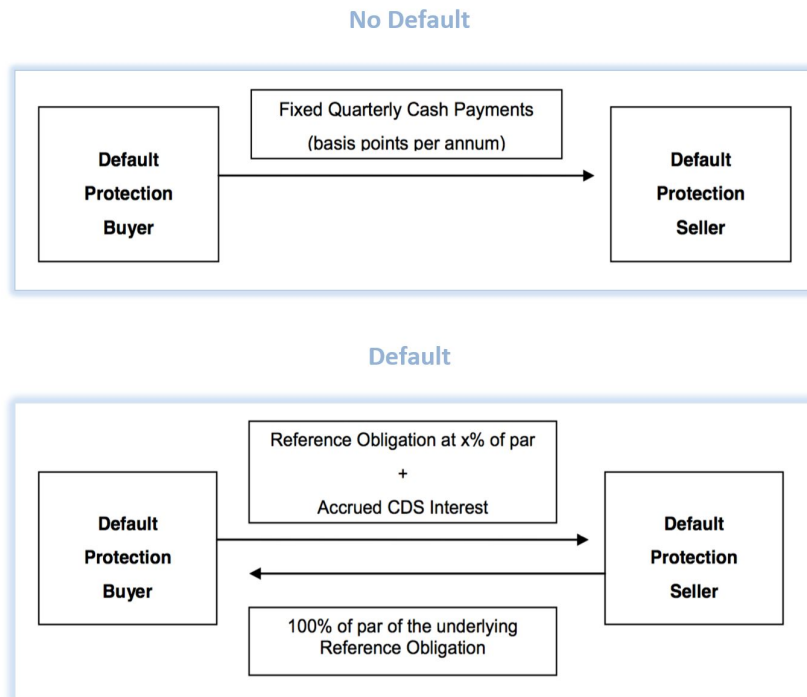 No Default
Fixed Quarterly Cash Payments
(basis points per annum)
Default
Protection
Buyer
Default
Protection
Seller
Default
Reference Obligation at x% of par
+
Accrued CDS Interest
Default
Protection
Buyer
Default
Protection
Seller
100% of par of the underlying
Reference Obligation